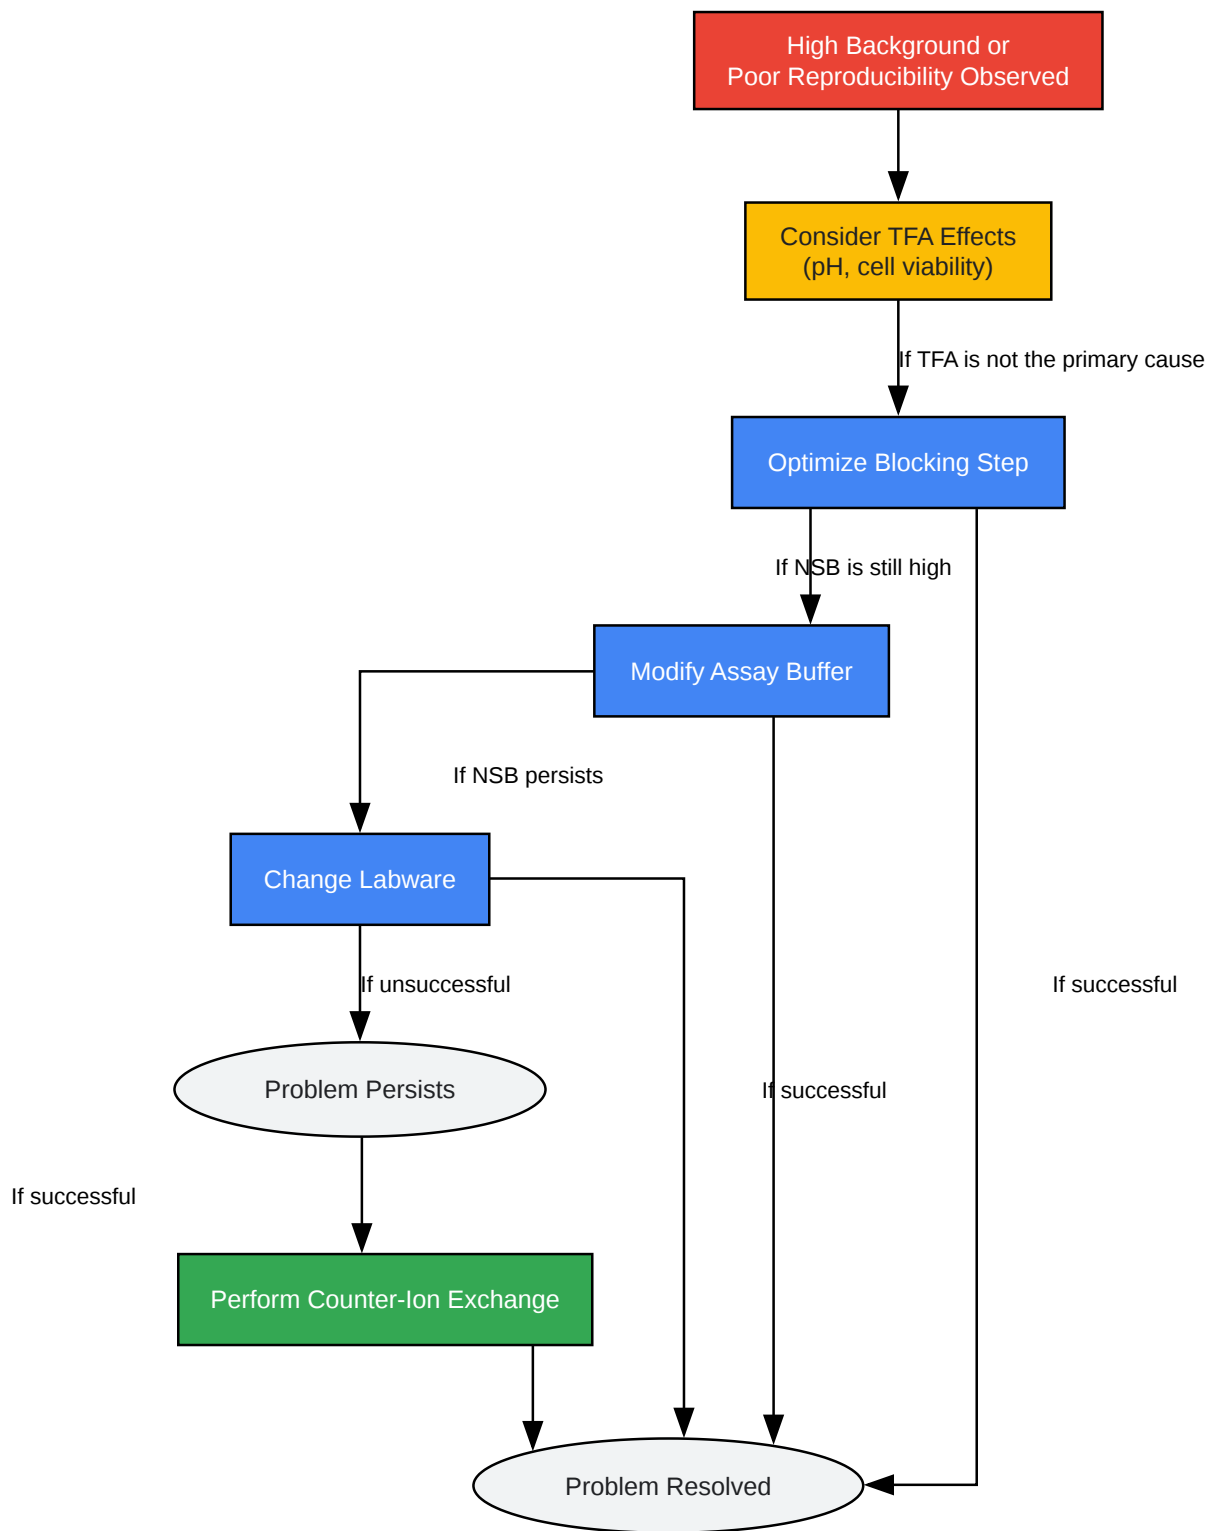 High Background or
Poor Reproducibility Observed
Consider TFA Effects
(pH, cell viability)
If TFA is not the primary cause
Optimize Blocking Step
If NSB is still high
Modify Assay Buffer
If NSB persists
Change Labware
If unsuccessful
If successful
Problem Persists
If successful
If successful
Perform Counter-Ion Exchange
Problem Resolved